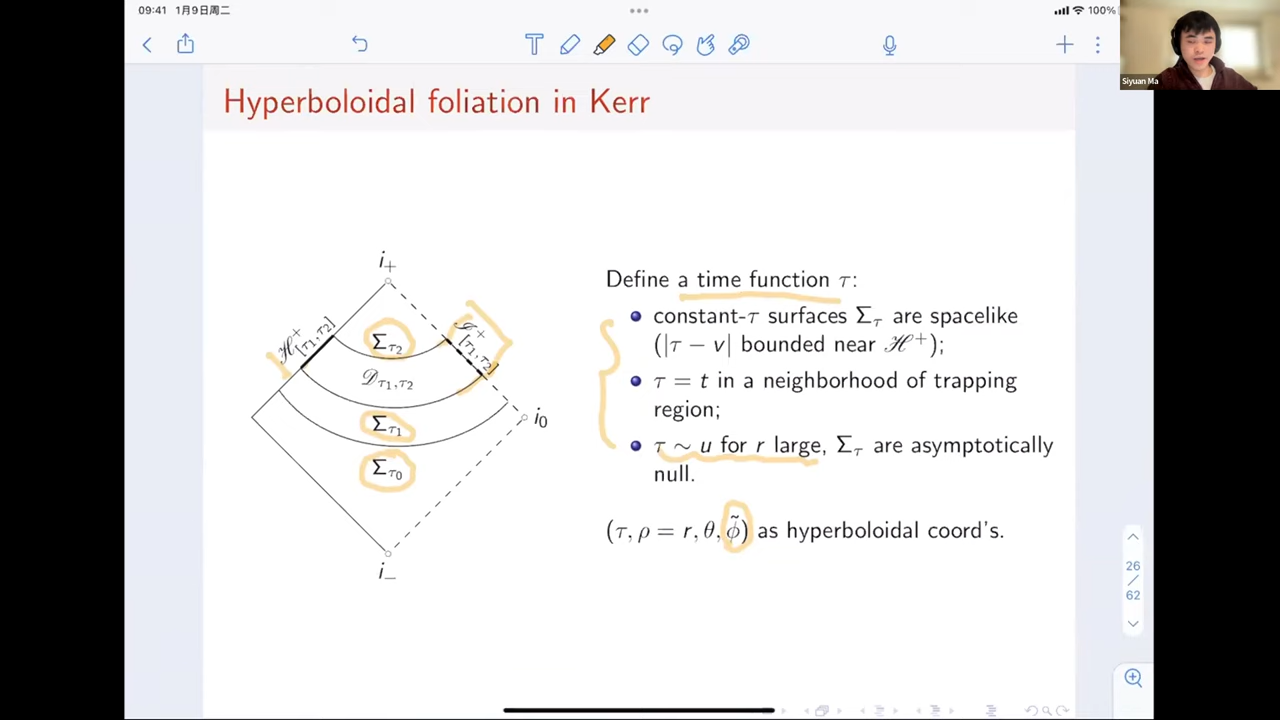 09:41 1月9日周二
100%
Siyuan Ma
Hyperboloidal foliation in Kerr
i₊
Define a time function τ:
constant-τ surfaces Σ_τ are spacelike
(|τ − v| bounded near ℋ⁺);
τ = t in a neighborhood of trapping
region;
τ ∼ u for r large, Σ_τ are asymptotically
null.
(τ, ρ = r, θ, φ̃) as hyperboloidal coord's.
ℋ⁺_[τ₁,τ₂]
Σ_τ₂
ℐ⁺_[τ₁,τ₂]
𝒟_τ₁,τ₂
Σ_τ₁
i₀
Σ_τ₀
i₋
26
/
62